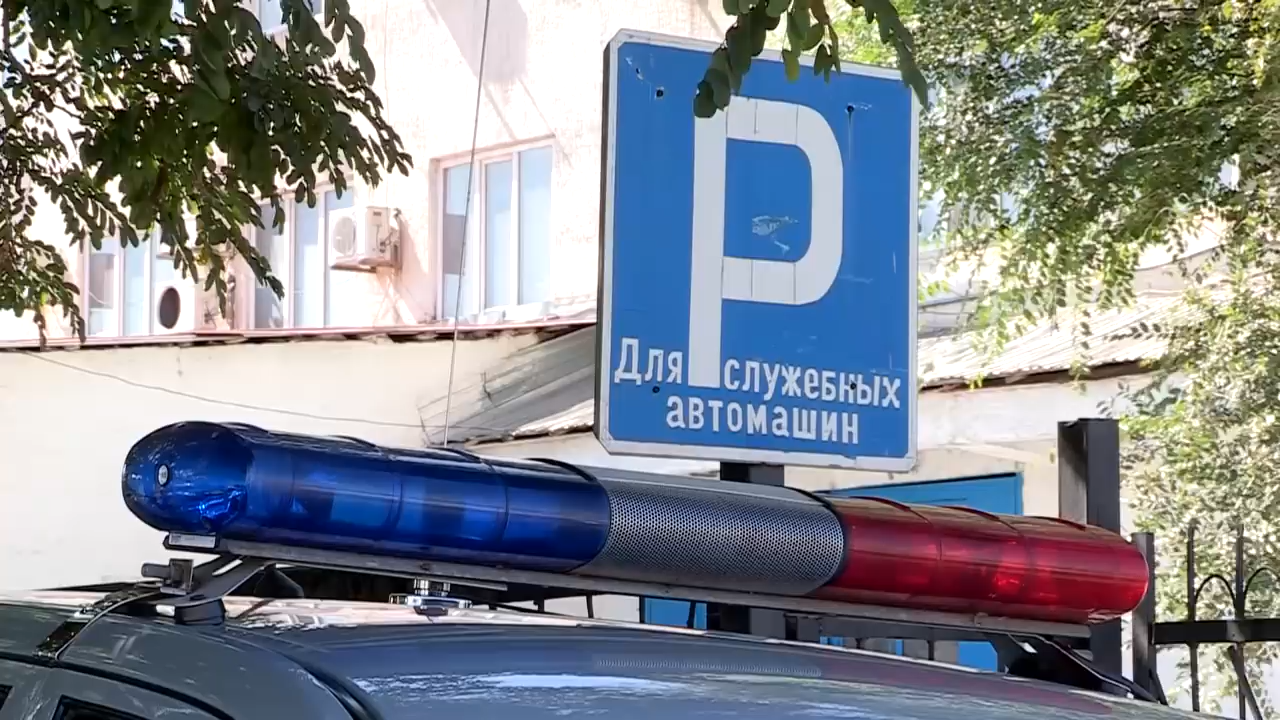 P
Для служебных
автомашин